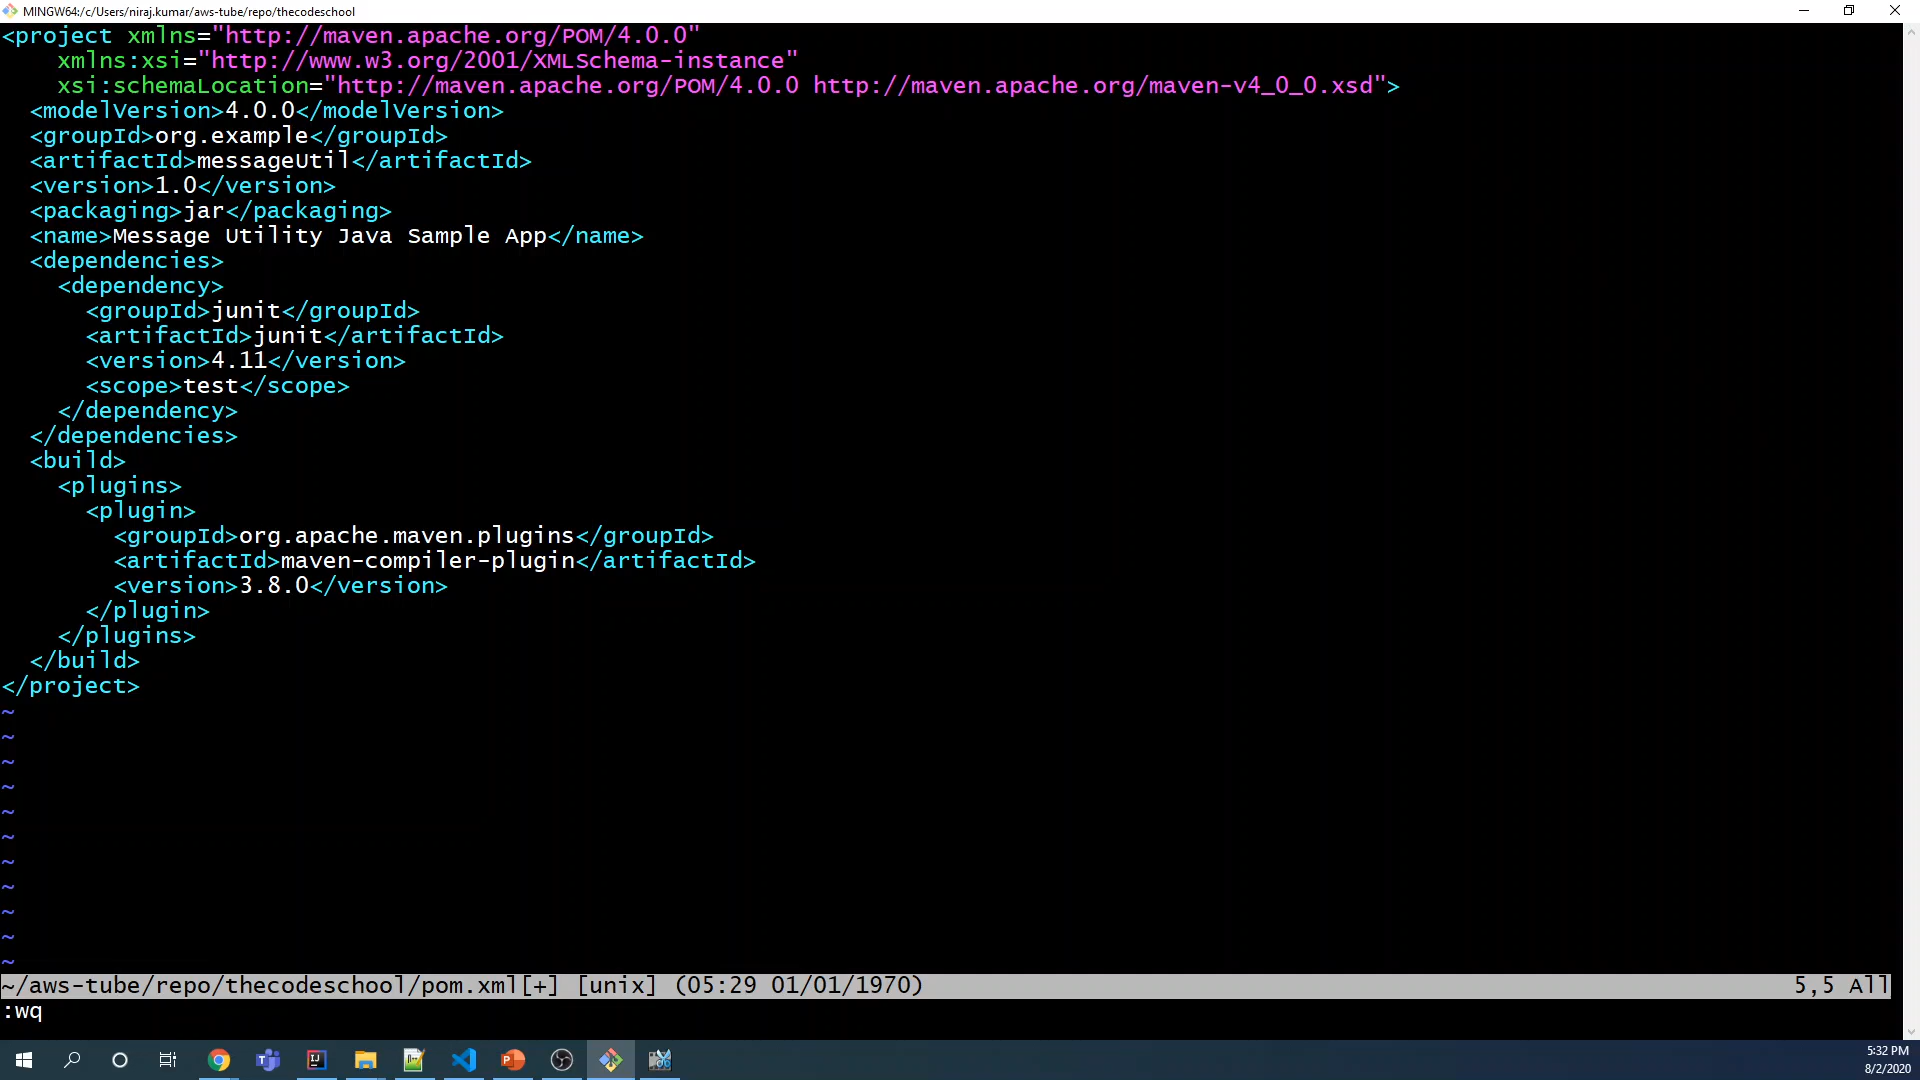 MINGW64:/c/Users/niraj.kumar/aws-tube/repo/thecodeschool
<project xmlns="http://maven.apache.org/POM/4.0.0"
    xmlns:xsi="http://www.w3.org/2001/XMLSchema-instance"
    xsi:schemaLocation="http://maven.apache.org/POM/4.0.0 http://maven.apache.org/maven-v4_0_0.xsd">
  <modelVersion>4.0.0</modelVersion>
  <groupId>org.example</groupId>
  <artifactId>messageUtil</artifactId>
  <version>1.0</version>
  <packaging>jar</packaging>
  <name>Message Utility Java Sample App</name>
  <dependencies>
    <dependency>
      <groupId>junit</groupId>
      <artifactId>junit</artifactId>
      <version>4.11</version>
      <scope>test</scope>
    </dependency>
  </dependencies>
  <build>
    <plugins>
      <plugin>
        <groupId>org.apache.maven.plugins</groupId>
        <artifactId>maven-compiler-plugin</artifactId>
        <version>3.8.0</version>
      </plugin>
    </plugins>
  </build>
</project>
~
~
~
~
~
~
~
~
~
~
~
~/aws-tube/repo/thecodeschool/pom.xml[+] [unix] (05:29 01/01/1970) 5,5 All
:wq
5:32 PM
8/2/2020